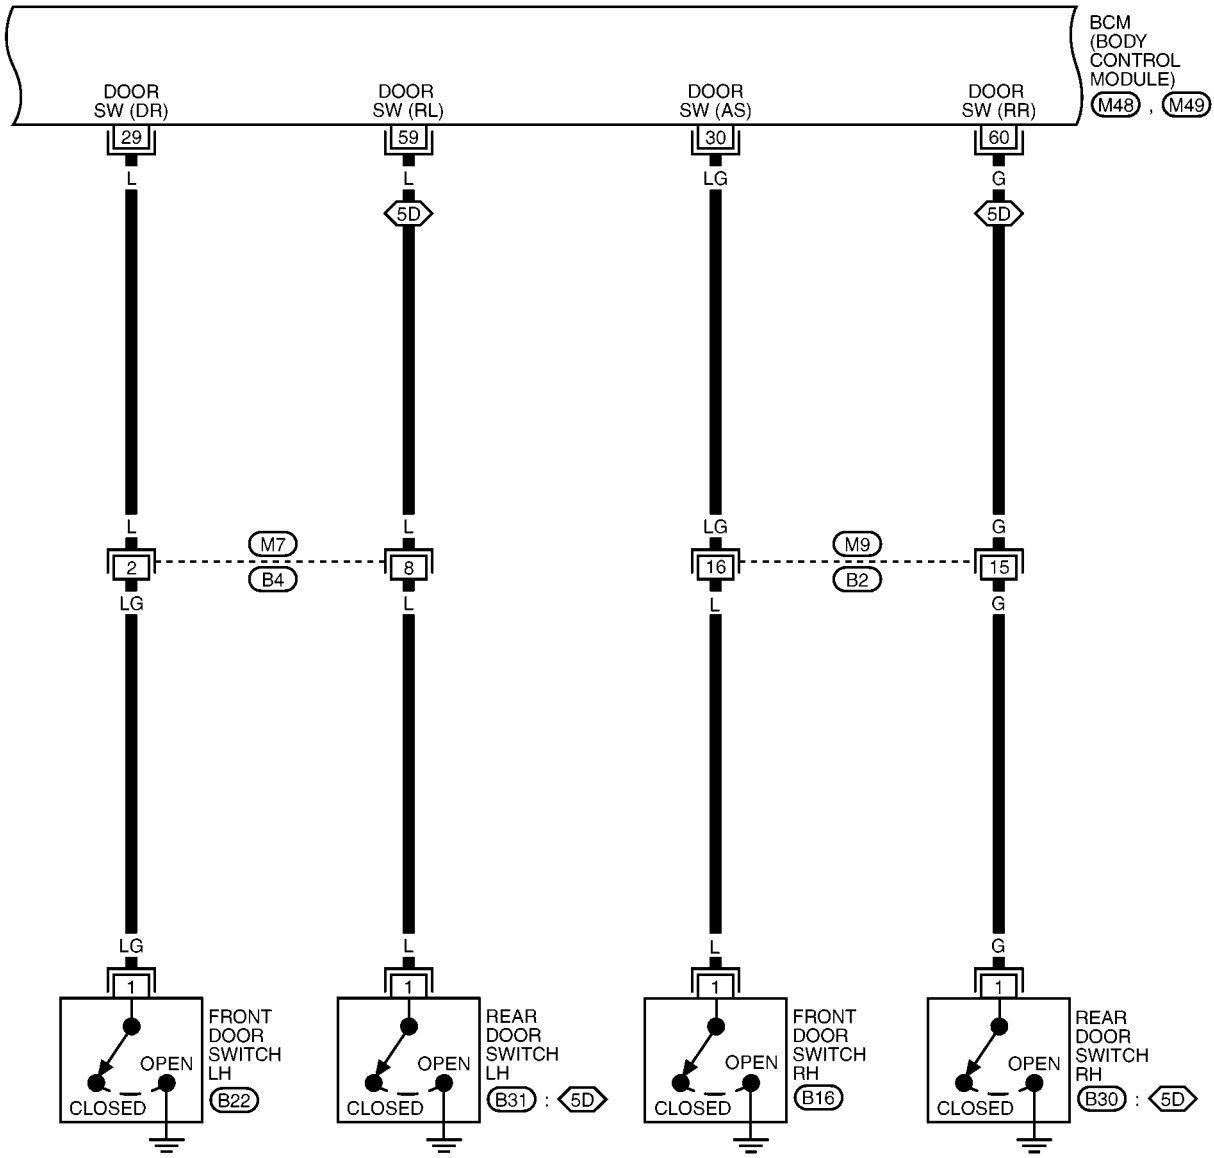 BCM
(BODY
CONTROL
MODULE)
M48 , M49
DOOR
SW (DR)
DOOR
SW (RL)
DOOR
SW (AS)
DOOR
SW (RR)
29 59 30 60
L L LG G
5D 5D
L L LG G
M7 M9
2 8 16 15
B4 B2
LG L L G
LG L L G
1 1 1 1
FRONT
DOOR
SWITCH
LH
B22
OPEN
CLOSED
REAR
DOOR
SWITCH
LH
B31 : 5D
OPEN
CLOSED
FRONT
DOOR
SWITCH
RH
B16
OPEN
CLOSED
REAR
DOOR
SWITCH
RH
B30 : 5D
OPEN
CLOSED